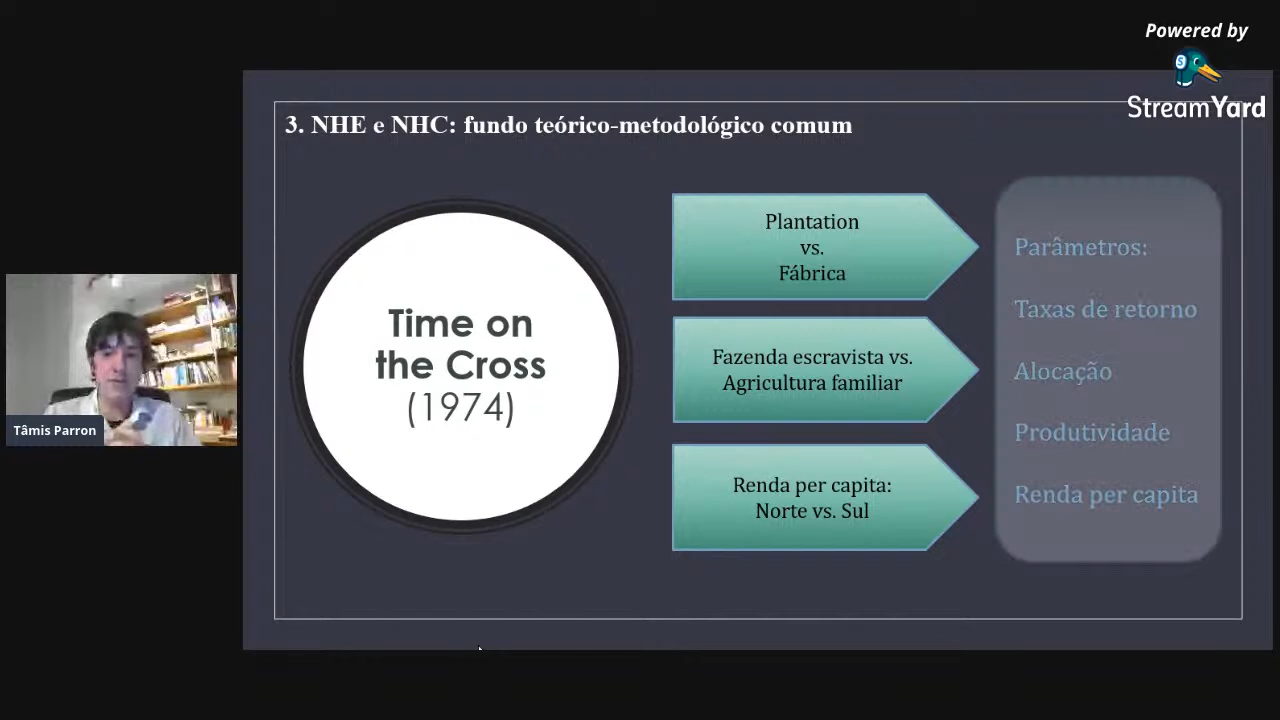 Powered by
StreamYard
3. NHE e NHC: fundo teórico-metodológico comum
Time on
the Cross
(1974)
Plantation
vs.
Fábrica
Fazenda escravista vs.
Agricultura familiar
Renda per capita:
Norte vs. Sul
Parâmetros:
Taxas de retorno
Alocação
Produtividade
Renda per capita
Tâmis Parron